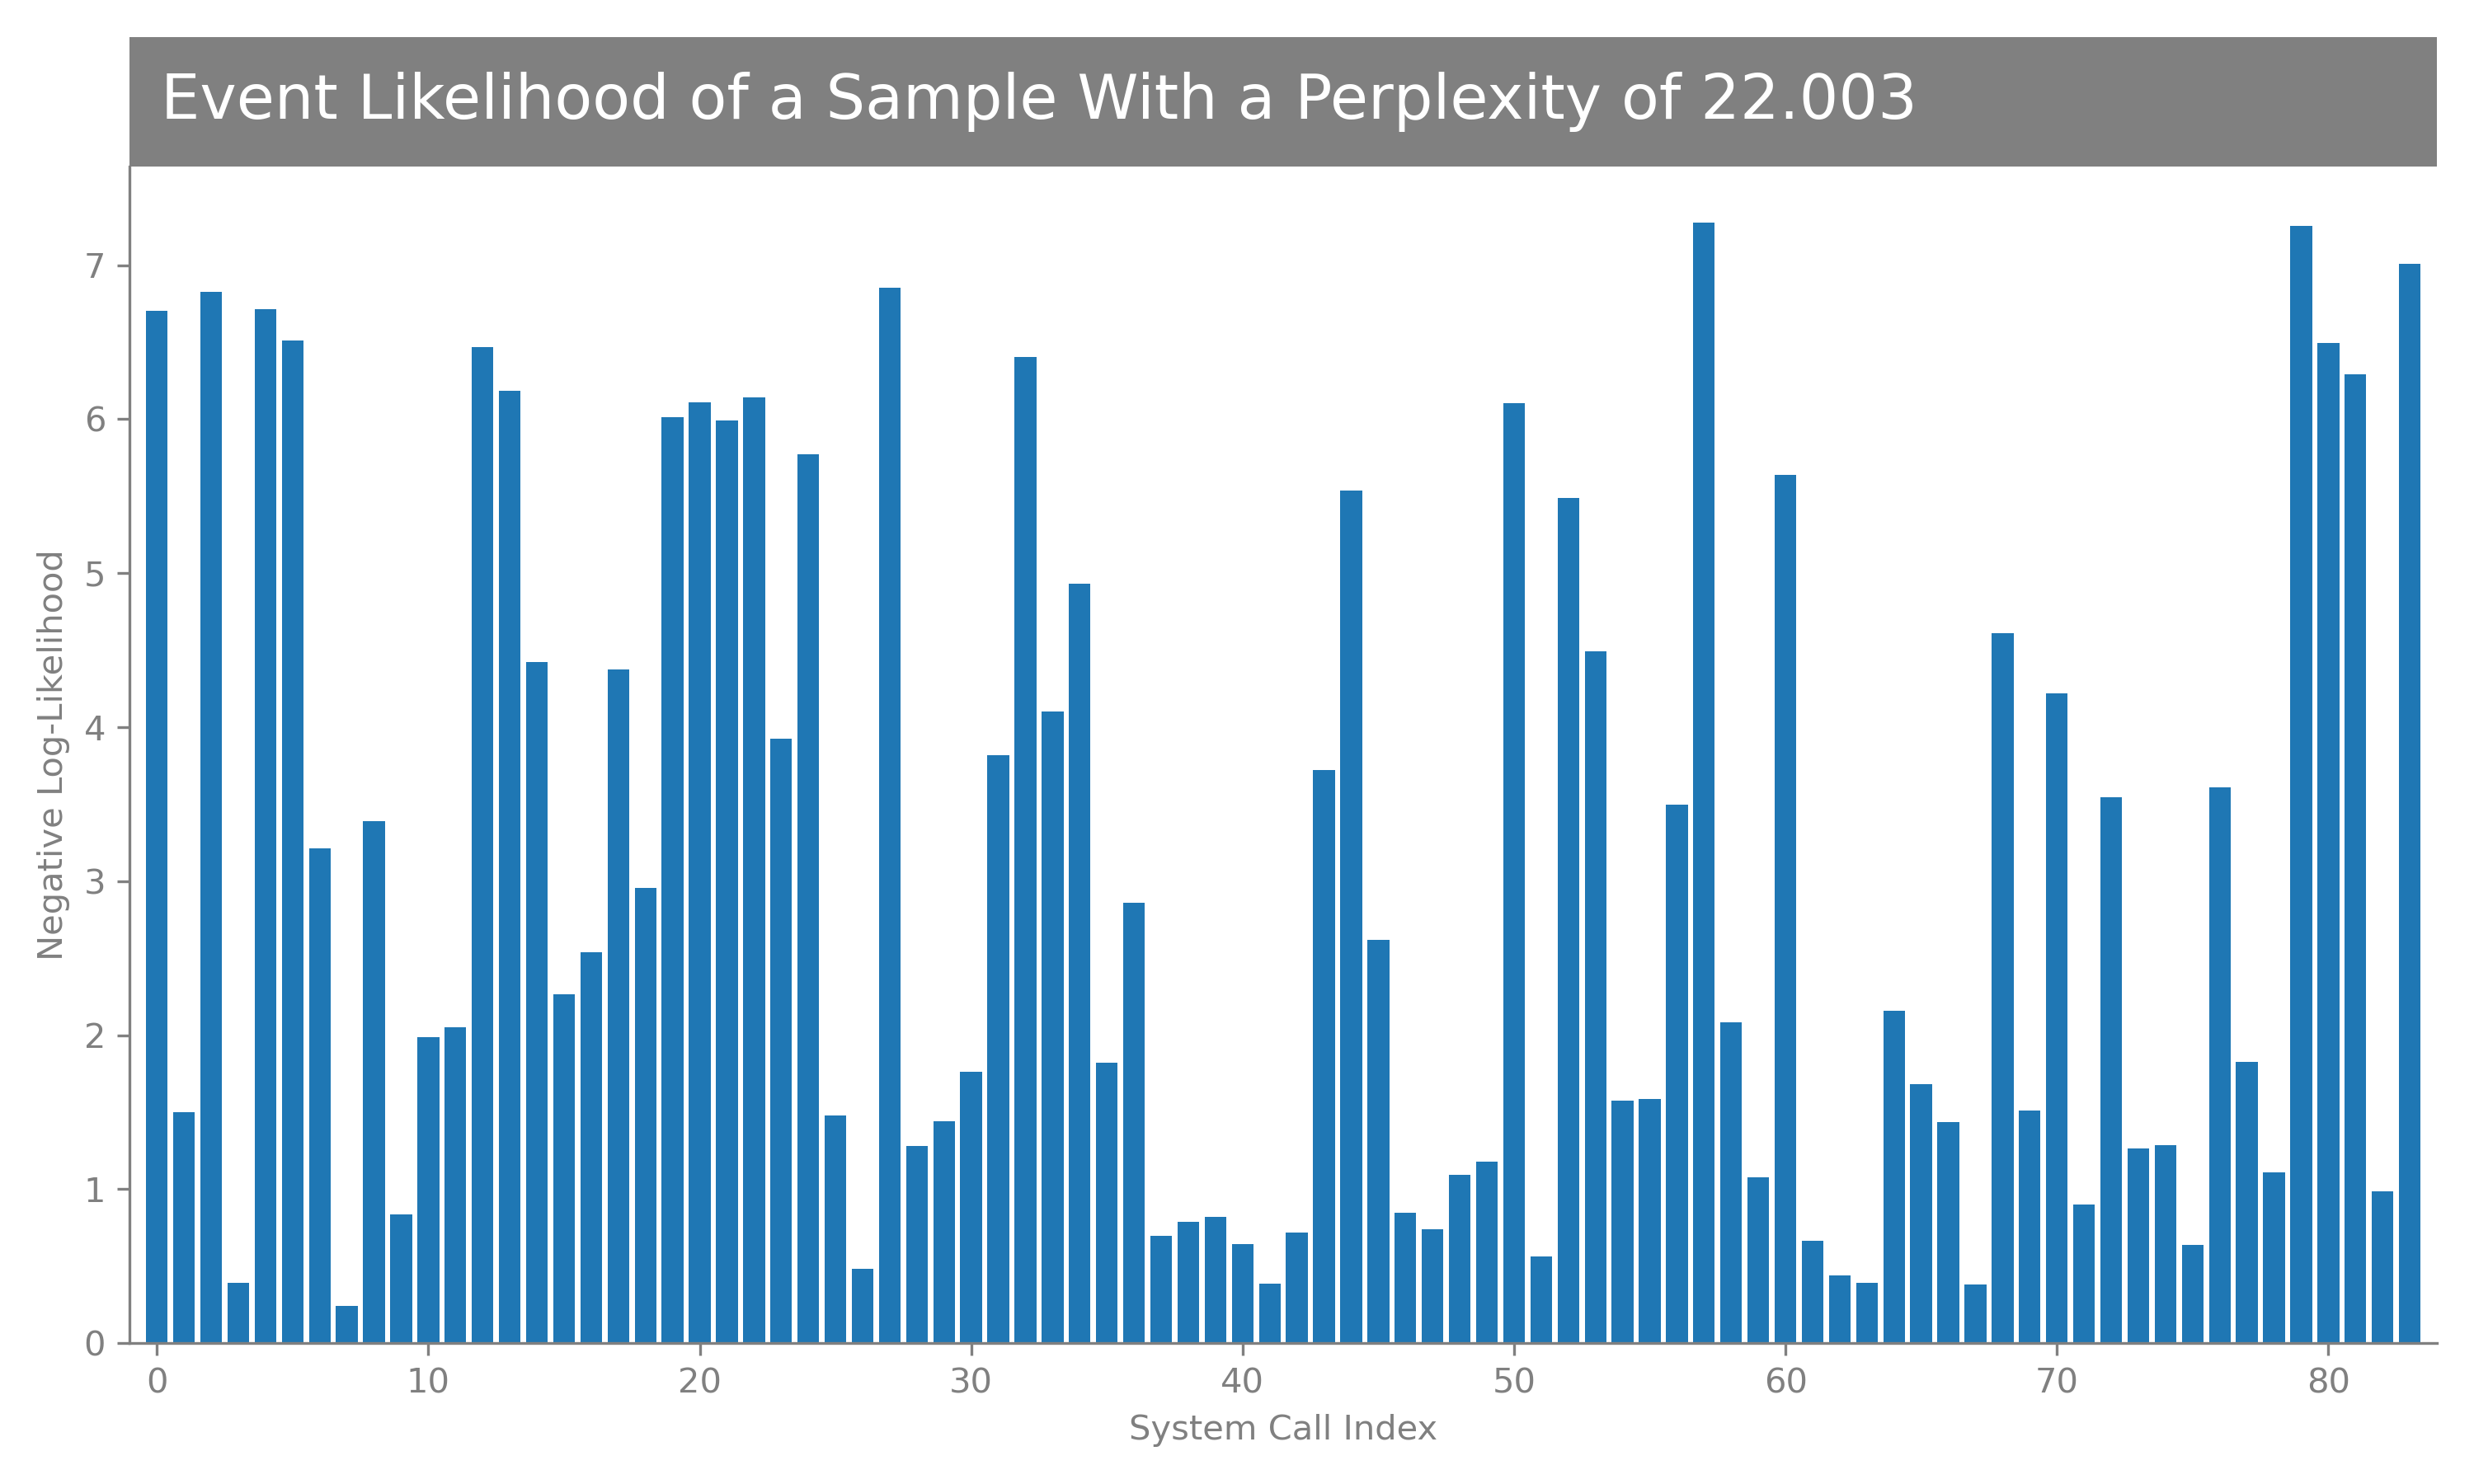 Event Likelihood of a Sample With a Perplexity of 22.003
Negative Log-Likelihood
7
6
5
4
3
2
1
0
0 10 20 30 40 50 60 70 80
System Call Index